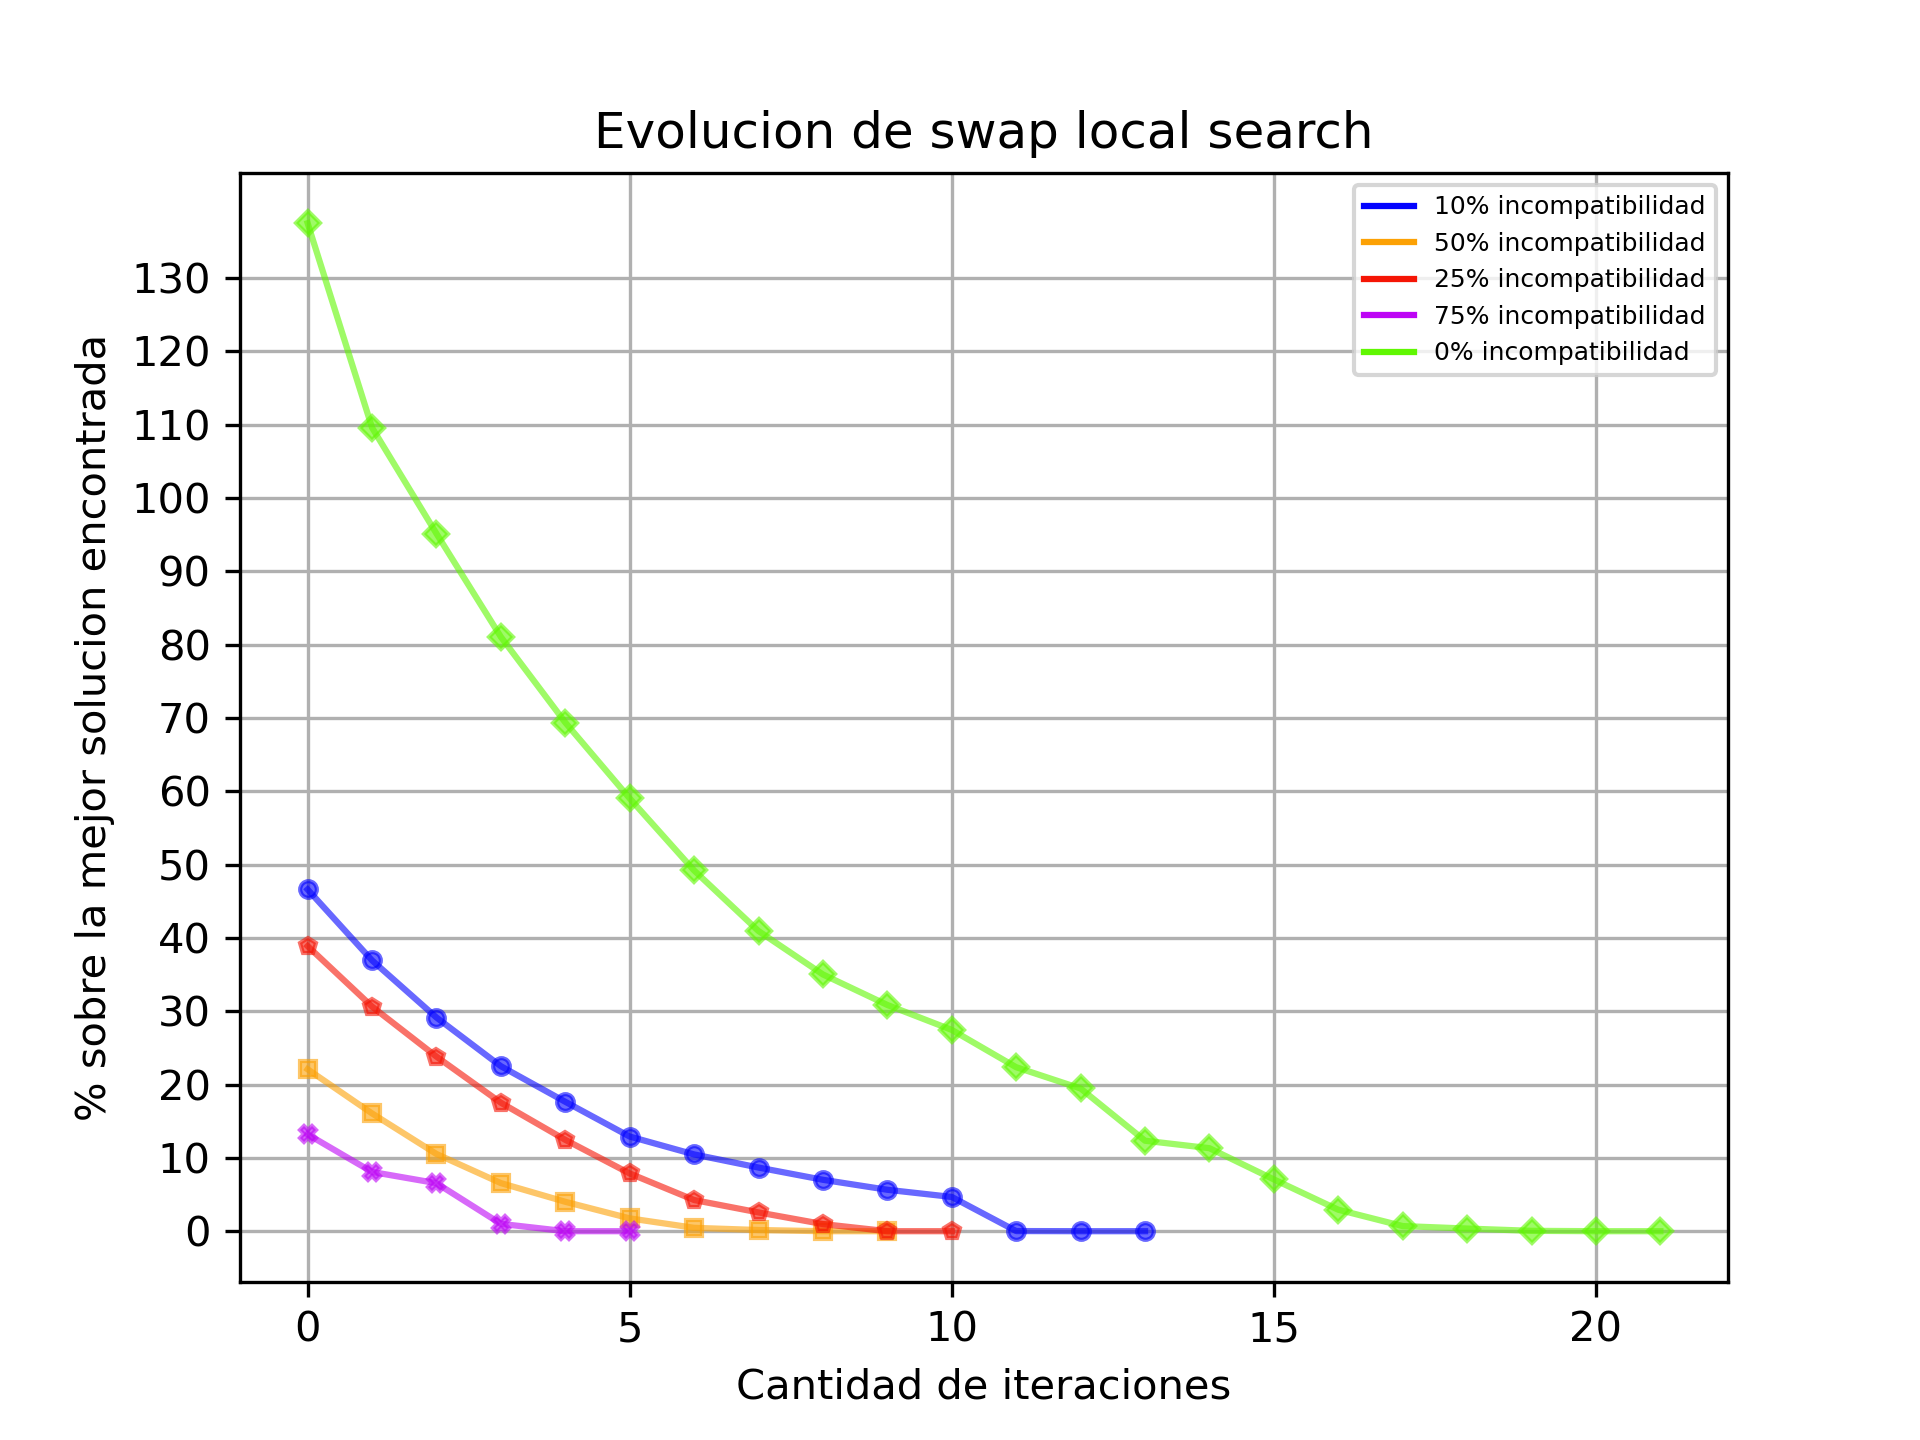 Evolucion de swap local search
10% incompatibilidad
50% incompatibilidad
25% incompatibilidad
75% incompatibilidad
0% incompatibilidad
% sobre la mejor solucion encontrada
130
120
110
100
90
80
70
60
50
40
30
20
10
0
0 5 10 15 20
Cantidad de iteraciones